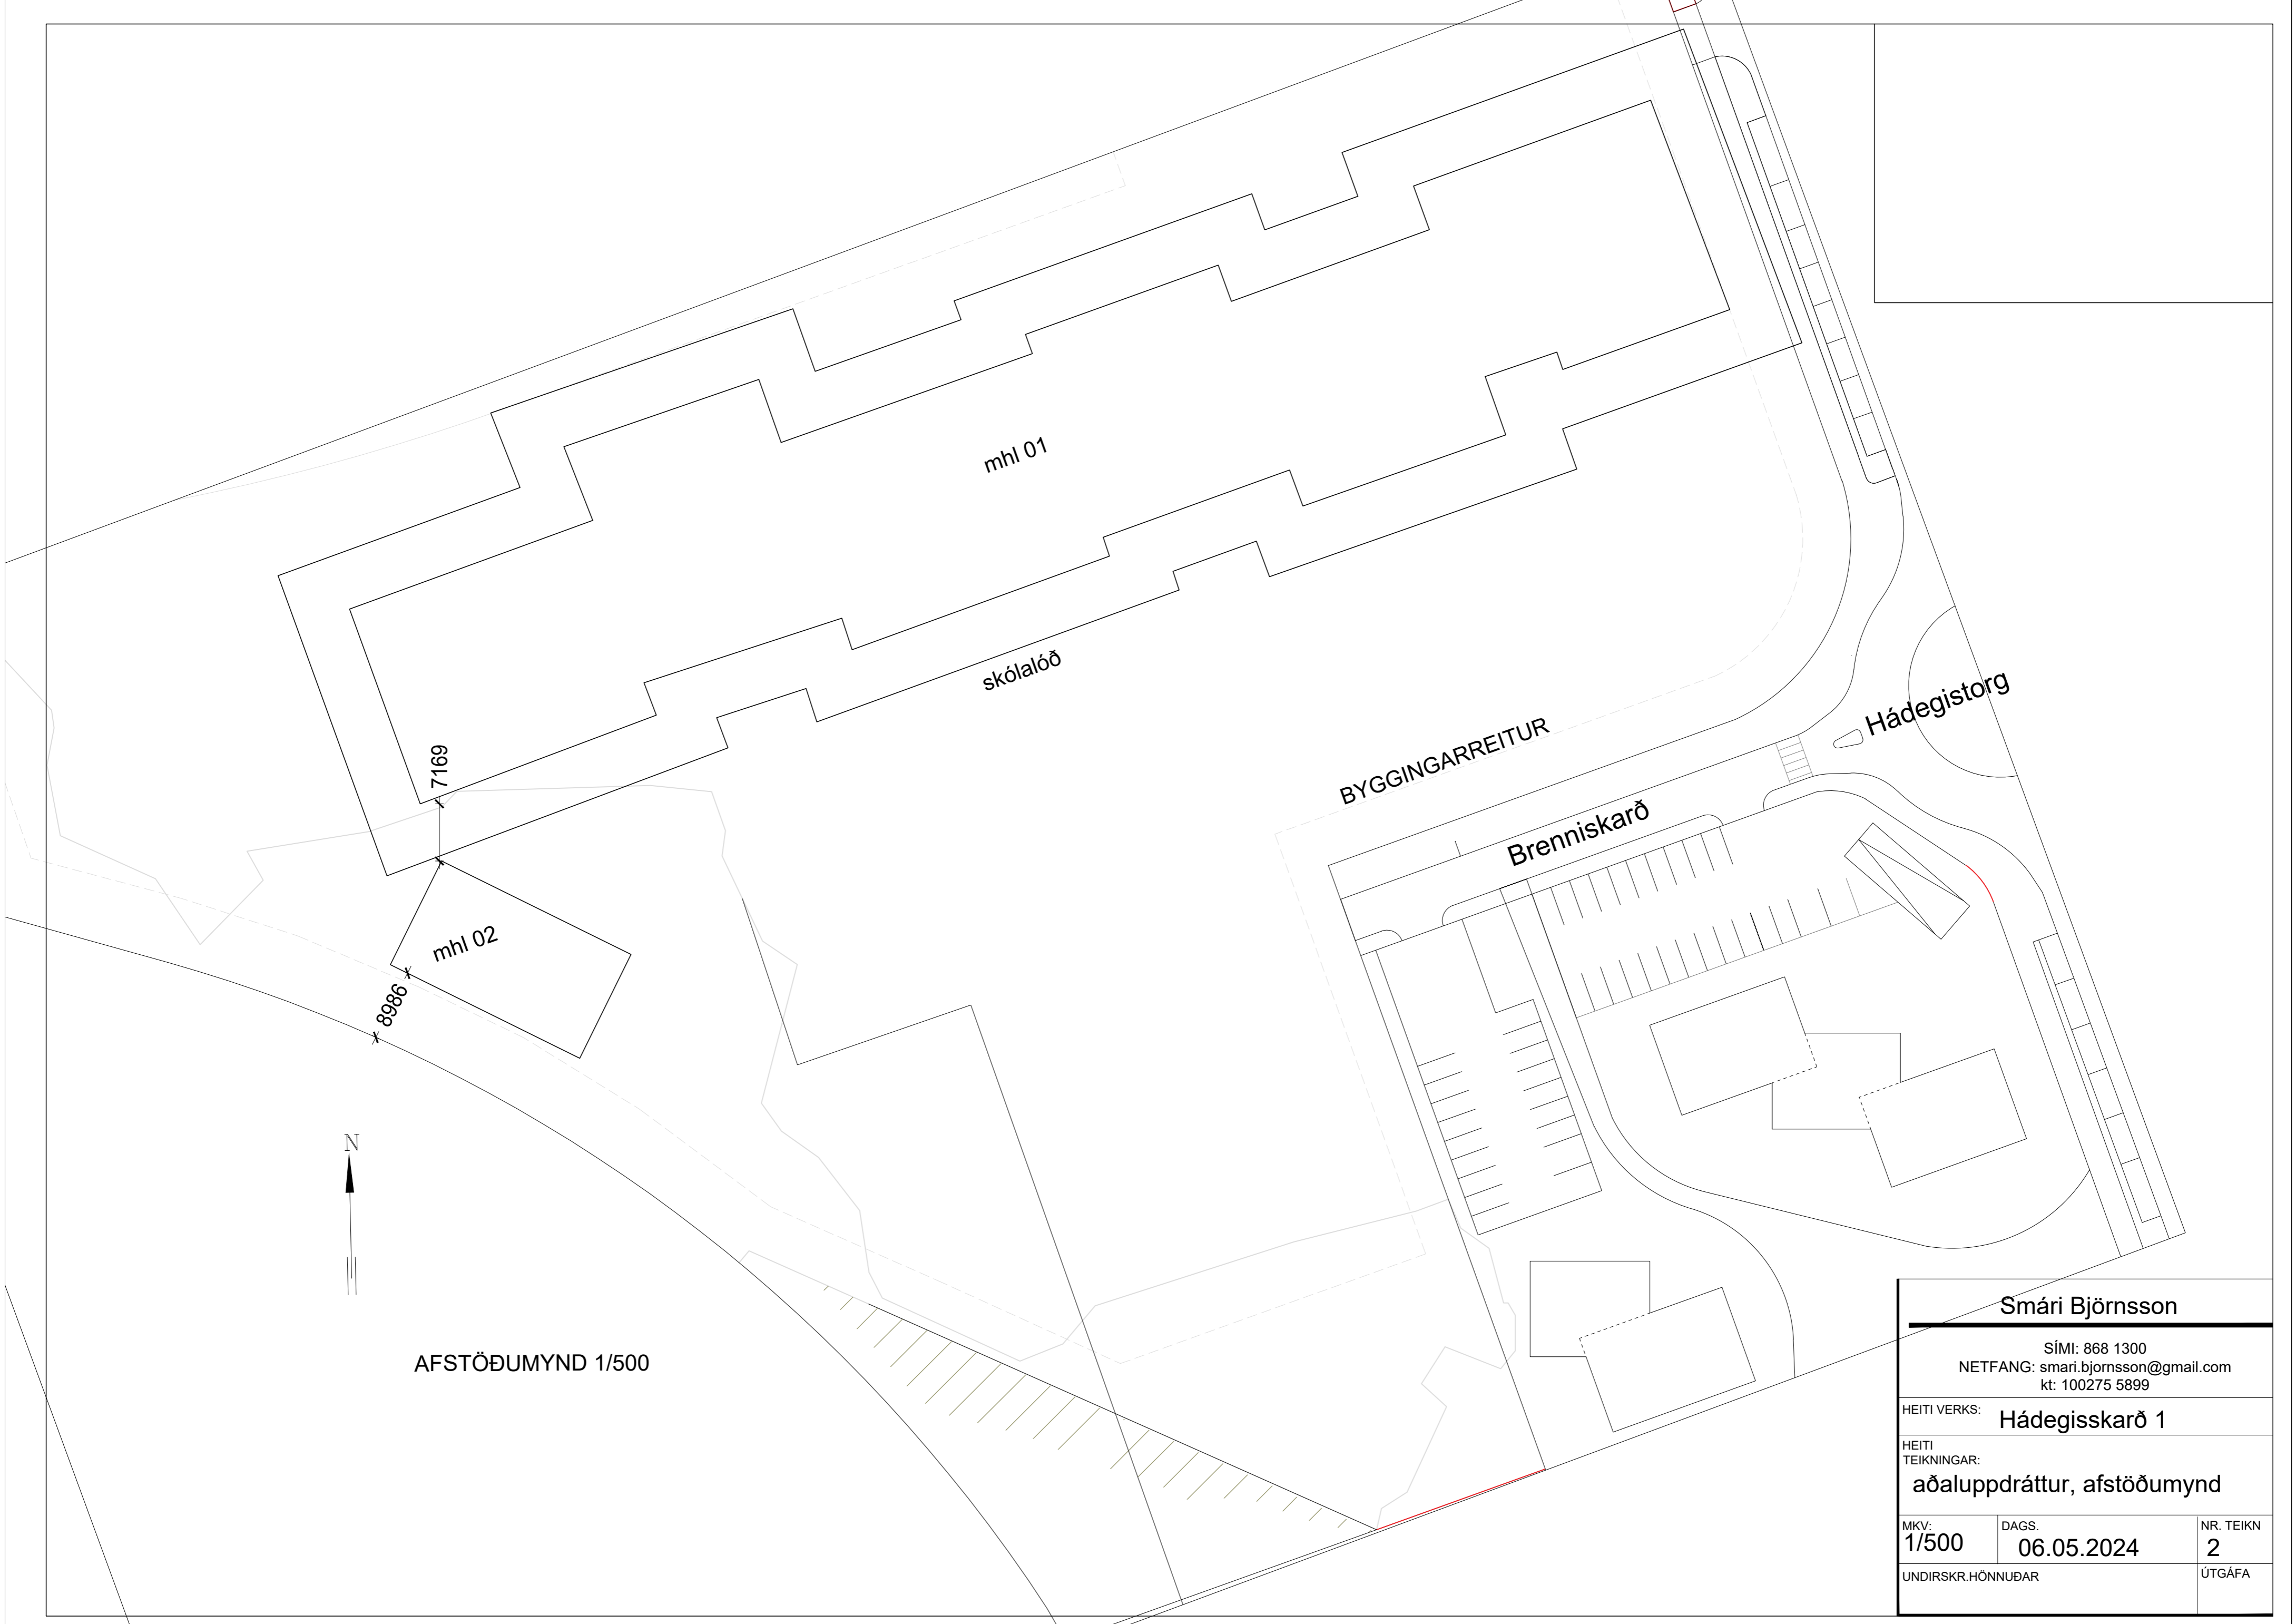 mhl 01
skólalóð
7169
mhl 02
8986
BYGGINGARREITUR
Hádegistorg
Brenniskarð
N
AFSTÖÐUMYND 1/500
Smári Björnsson
SÍMI: 868 1300
NETFANG: smari.bjornsson@gmail.com
kt: 100275 5899
HEITI VERKS: Hádegisskarð 1
HEITI
TEIKNINGAR:
aðaluppdráttur, afstöðumynd
MKV: DAGS. NR. TEIKN
1/500 06.05.2024 2
UNDIRSKR.HÖNNUÐAR ÚTGÁFA